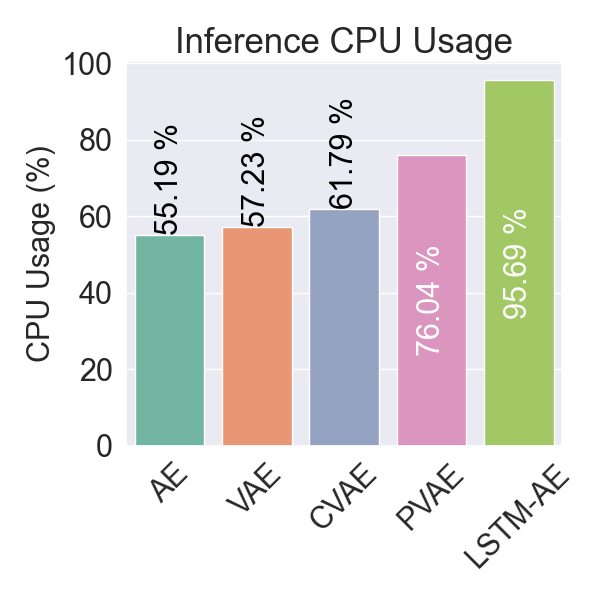 Inference CPU Usage
CPU Usage (%)
100
80
60
40
20
0
55.19 %
57.23 %
61.79 %
76.04 %
95.69 %
AE
VAE
CVAE
PVAE
LSTM-AE